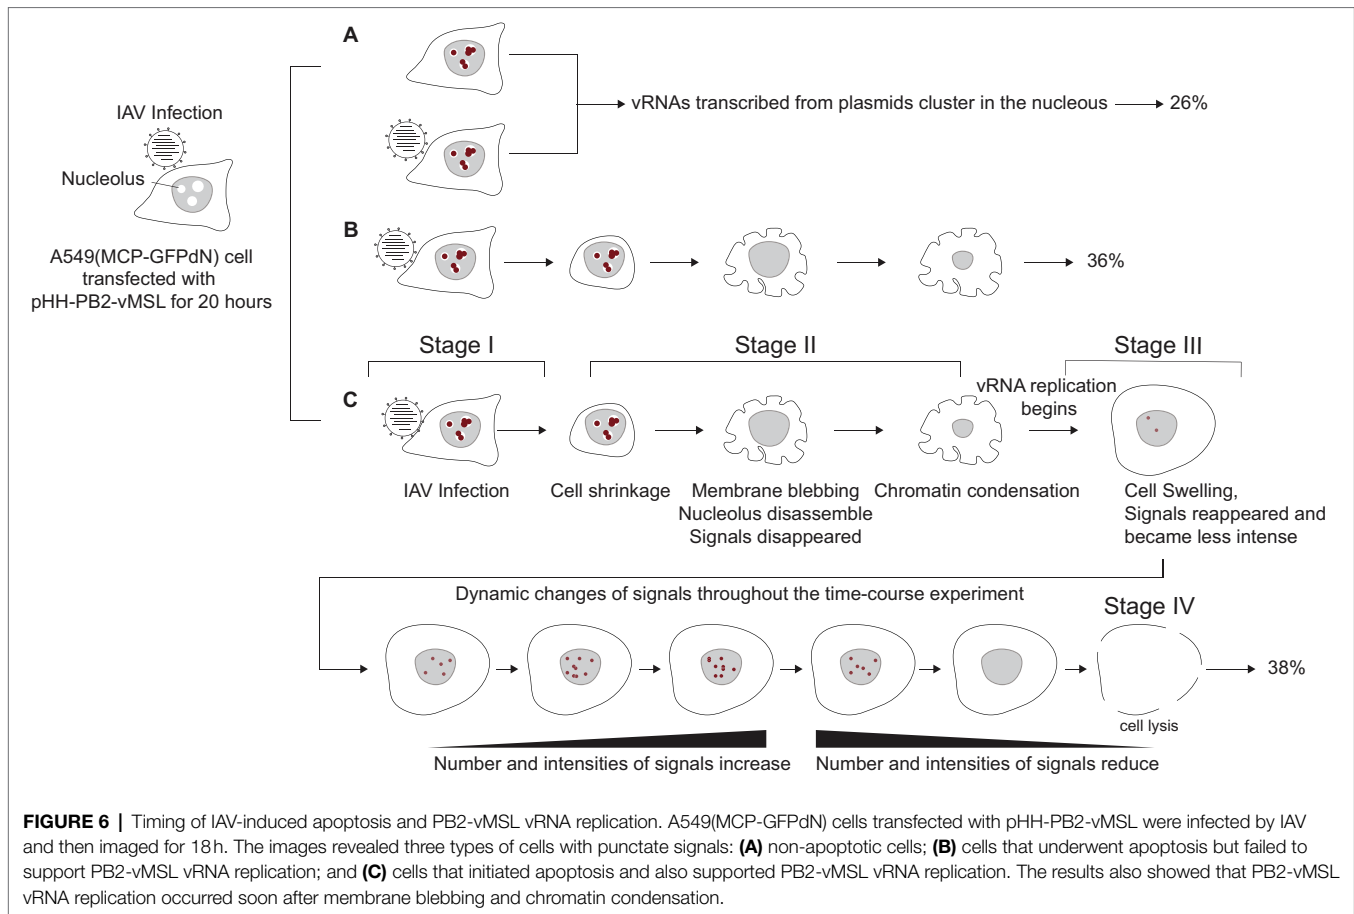 A
IAV Infection
Nucleolus
A549(MCP-GFPdN) cell
transfected with
pHH-PB2-vMSL for 20 hours
vRNAs transcribed from plasmids cluster in the nucleous
26%
B
36%
Stage I
Stage II
Stage III
C
vRNA replication
begins
IAV Infection
Cell shrinkage
Membrane blebbing
Nucleolus disassemble
Signals disappeared
Chromatin condensation
Cell Swelling,
Signals reappeared and
became less intense
Dynamic changes of signals throughout the time-course experiment
Stage IV
38%
cell lysis
Number and intensities of signals increase
Number and intensities of signals reduce
FIGURE 6 | Timing of IAV-induced apoptosis and PB2-vMSL vRNA replication. A549(MCP-GFPdN) cells transfected with pHH-PB2-vMSL were infected by IAV
and then imaged for 18 h. The images revealed three types of cells with punctate signals: (A) non-apoptotic cells; (B) cells that underwent apoptosis but failed to
support PB2-vMSL vRNA replication; and (C) cells that initiated apoptosis and also supported PB2-vMSL vRNA replication. The results also showed that PB2-vMSL
vRNA replication occurred soon after membrane blebbing and chromatin condensation.